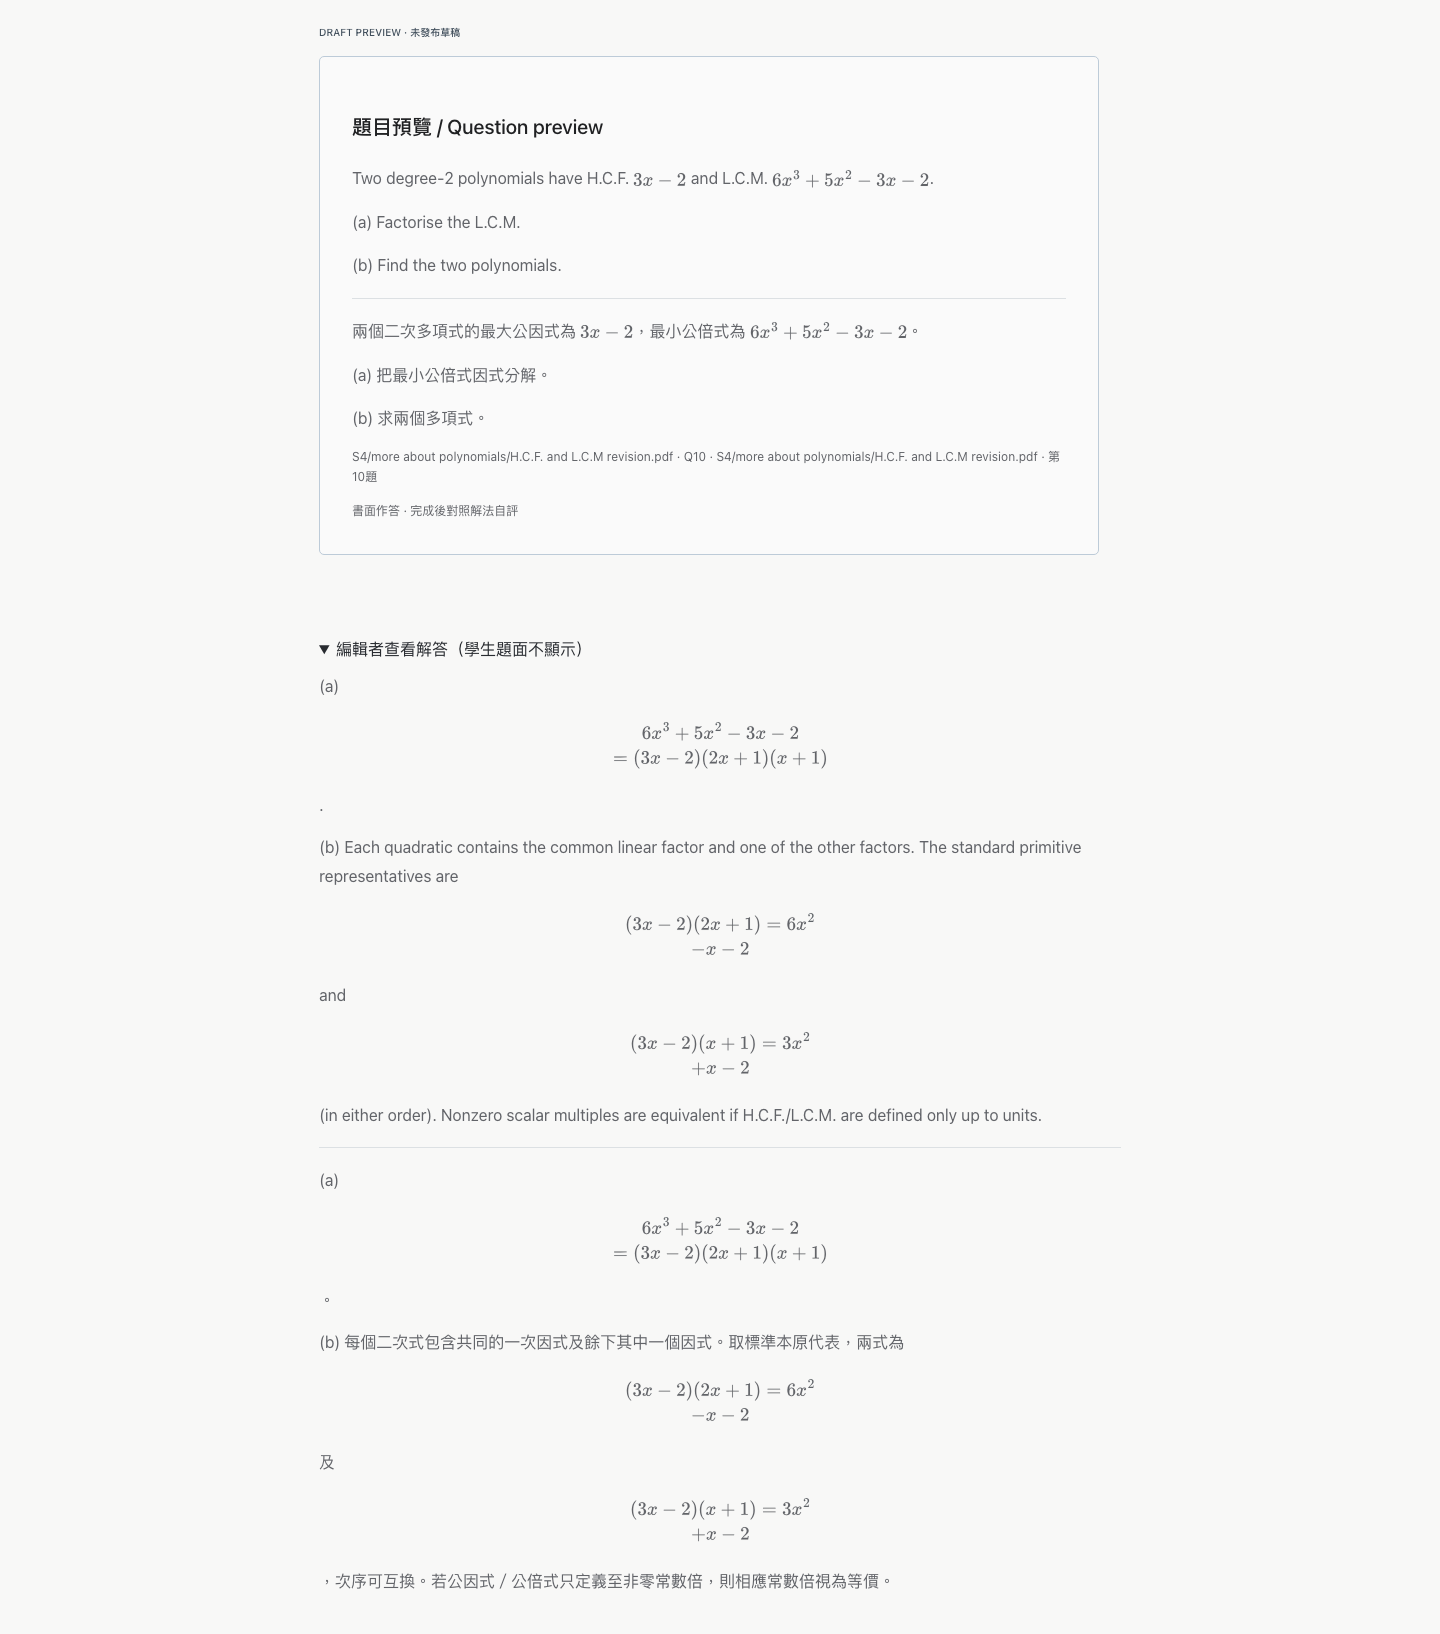 DRAFT PREVIEW · 未發布草稿
題目預覽 / Question preview
Two degree-2 polynomials have H.C.F. 3x − 2 and L.C.M. 6x³ + 5x² − 3x − 2.
(a) Factorise the L.C.M.
(b) Find the two polynomials.
兩個二次多項式的最大公因式為 3x − 2，最小公倍式為 6x³ + 5x² − 3x − 2。
(a) 把最小公倍式因式分解。
(b) 求兩個多項式。
S4/more about polynomials/H.C.F. and L.C.M revision.pdf · Q10 · S4/more about polynomials/H.C.F. and L.C.M revision.pdf · 第
10題
書面作答 · 完成後對照解法自評
▼ 編輯者查看解答（學生題面不顯示）
(a)
6x³ + 5x² − 3x − 2
= (3x − 2)(2x + 1)(x + 1)
.
(b) Each quadratic contains the common linear factor and one of the other factors. The standard primitive
representatives are
(3x − 2)(2x + 1) = 6x²
−x − 2
and
(3x − 2)(x + 1) = 3x²
+x − 2
(in either order). Nonzero scalar multiples are equivalent if H.C.F./L.C.M. are defined only up to units.
(a)
6x³ + 5x² − 3x − 2
= (3x − 2)(2x + 1)(x + 1)
。
(b) 每個二次式包含共同的一次因式及餘下其中一個因式。取標準本原代表，兩式為
(3x − 2)(2x + 1) = 6x²
−x − 2
及
(3x − 2)(x + 1) = 3x²
+x − 2
，次序可互換。若公因式 / 公倍式只定義至非零常數倍，則相應常數倍視為等價。